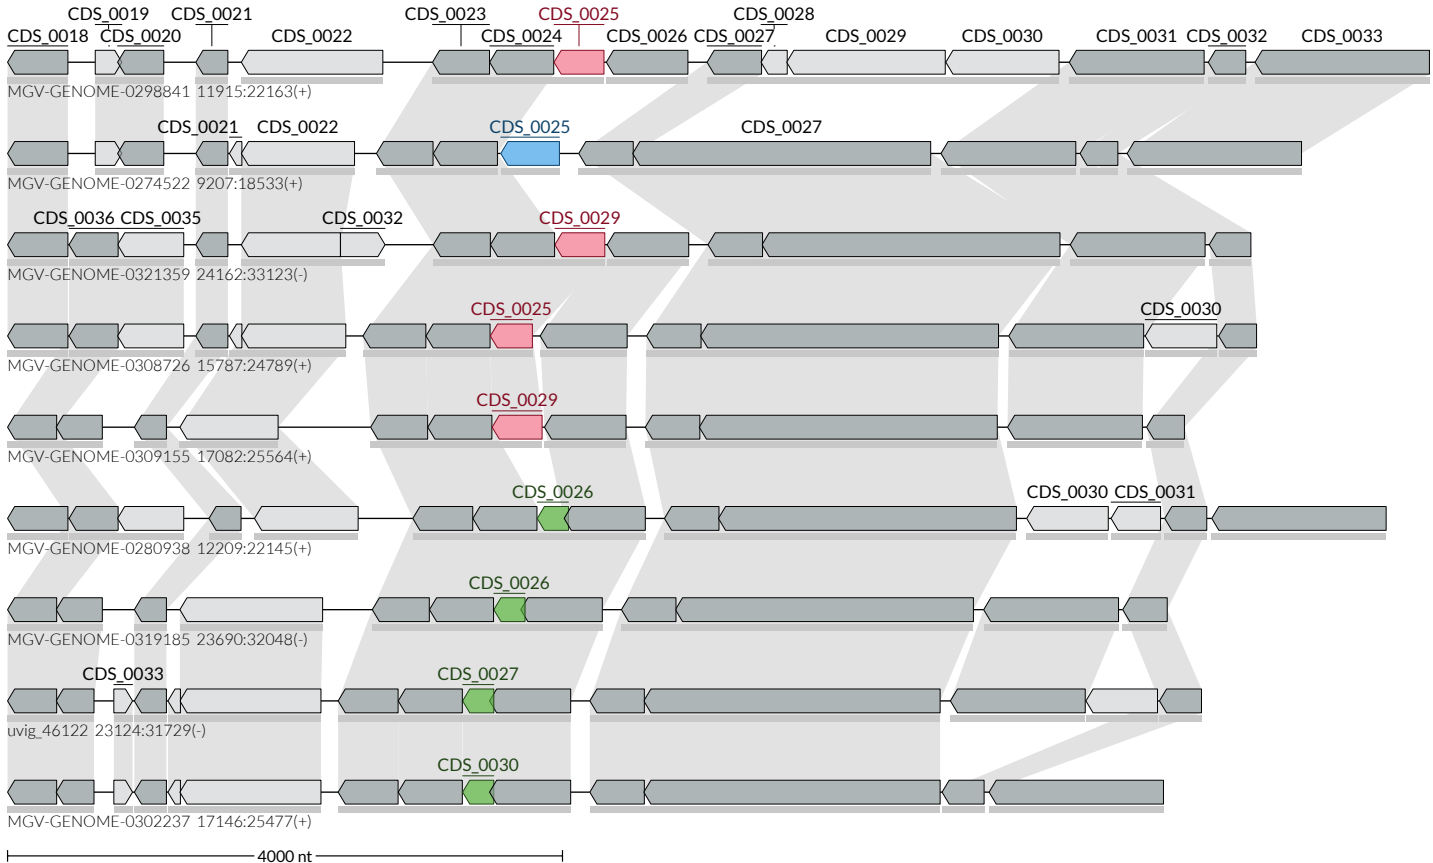 CDS_0019 CDS_0021 CDS_0023 CDS_0025 CDS_0028
CDS_0018 CDS_0020 CDS_0022 CDS_0024 CDS_0026 CDS_0027 CDS_0029 CDS_0030 CDS_0031 CDS_0032 CDS_0033
MGV-GENOME-0298841 11915:22163(+)
CDS_0021 CDS_0022 CDS_0025 CDS_0027
MGV-GENOME-0274522 9207:18533(+)
CDS_0036 CDS_0035 CDS_0032 CDS_0029
MGV-GENOME-0321359 24162:33123(-)
CDS_0025 CDS_0030
MGV-GENOME-0308726 15787:24789(+)
CDS_0029
MGV-GENOME-0309155 17082:25564(+)
CDS_0026 CDS_0030 CDS_0031
MGV-GENOME-0280938 12209:22145(+)
CDS_0026
MGV-GENOME-0319185 23690:32048(-)
CDS_0033 CDS_0027
uvig_46122 23124:31729(-)
CDS_0030
MGV-GENOME-0302237 17146:25477(+)
4000 nt